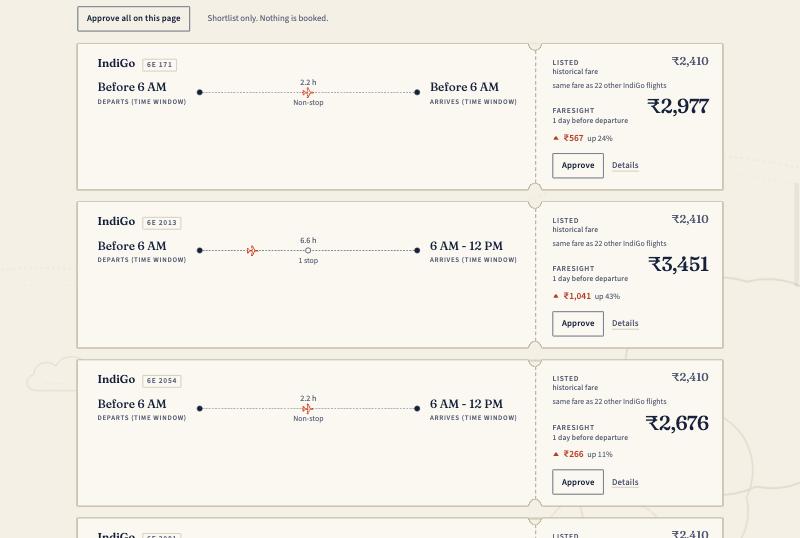 Approve all on this page
Shortlist only. Nothing is booked.
IndiGo 6E 171
Before 6 AM
DEPARTS (TIME WINDOW)
2.2 h
Non-stop
Before 6 AM
ARRIVES (TIME WINDOW)
LISTED
historical fare
₹2,410
same fare as 22 other IndiGo flights
FARESIGHT
1 day before departure
₹2,977
₹567 up 24%
Approve Details
IndiGo 6E 2013
Before 6 AM
DEPARTS (TIME WINDOW)
6.6 h
1 stop
6 AM - 12 PM
ARRIVES (TIME WINDOW)
LISTED
historical fare
₹2,410
same fare as 22 other IndiGo flights
FARESIGHT
1 day before departure
₹3,451
₹1,041 up 43%
Approve Details
IndiGo 6E 2054
Before 6 AM
DEPARTS (TIME WINDOW)
2.2 h
Non-stop
6 AM - 12 PM
ARRIVES (TIME WINDOW)
LISTED
historical fare
₹2,410
same fare as 22 other IndiGo flights
FARESIGHT
1 day before departure
₹2,676
₹266 up 11%
Approve Details
IndiGo
LISTED
₹2,410